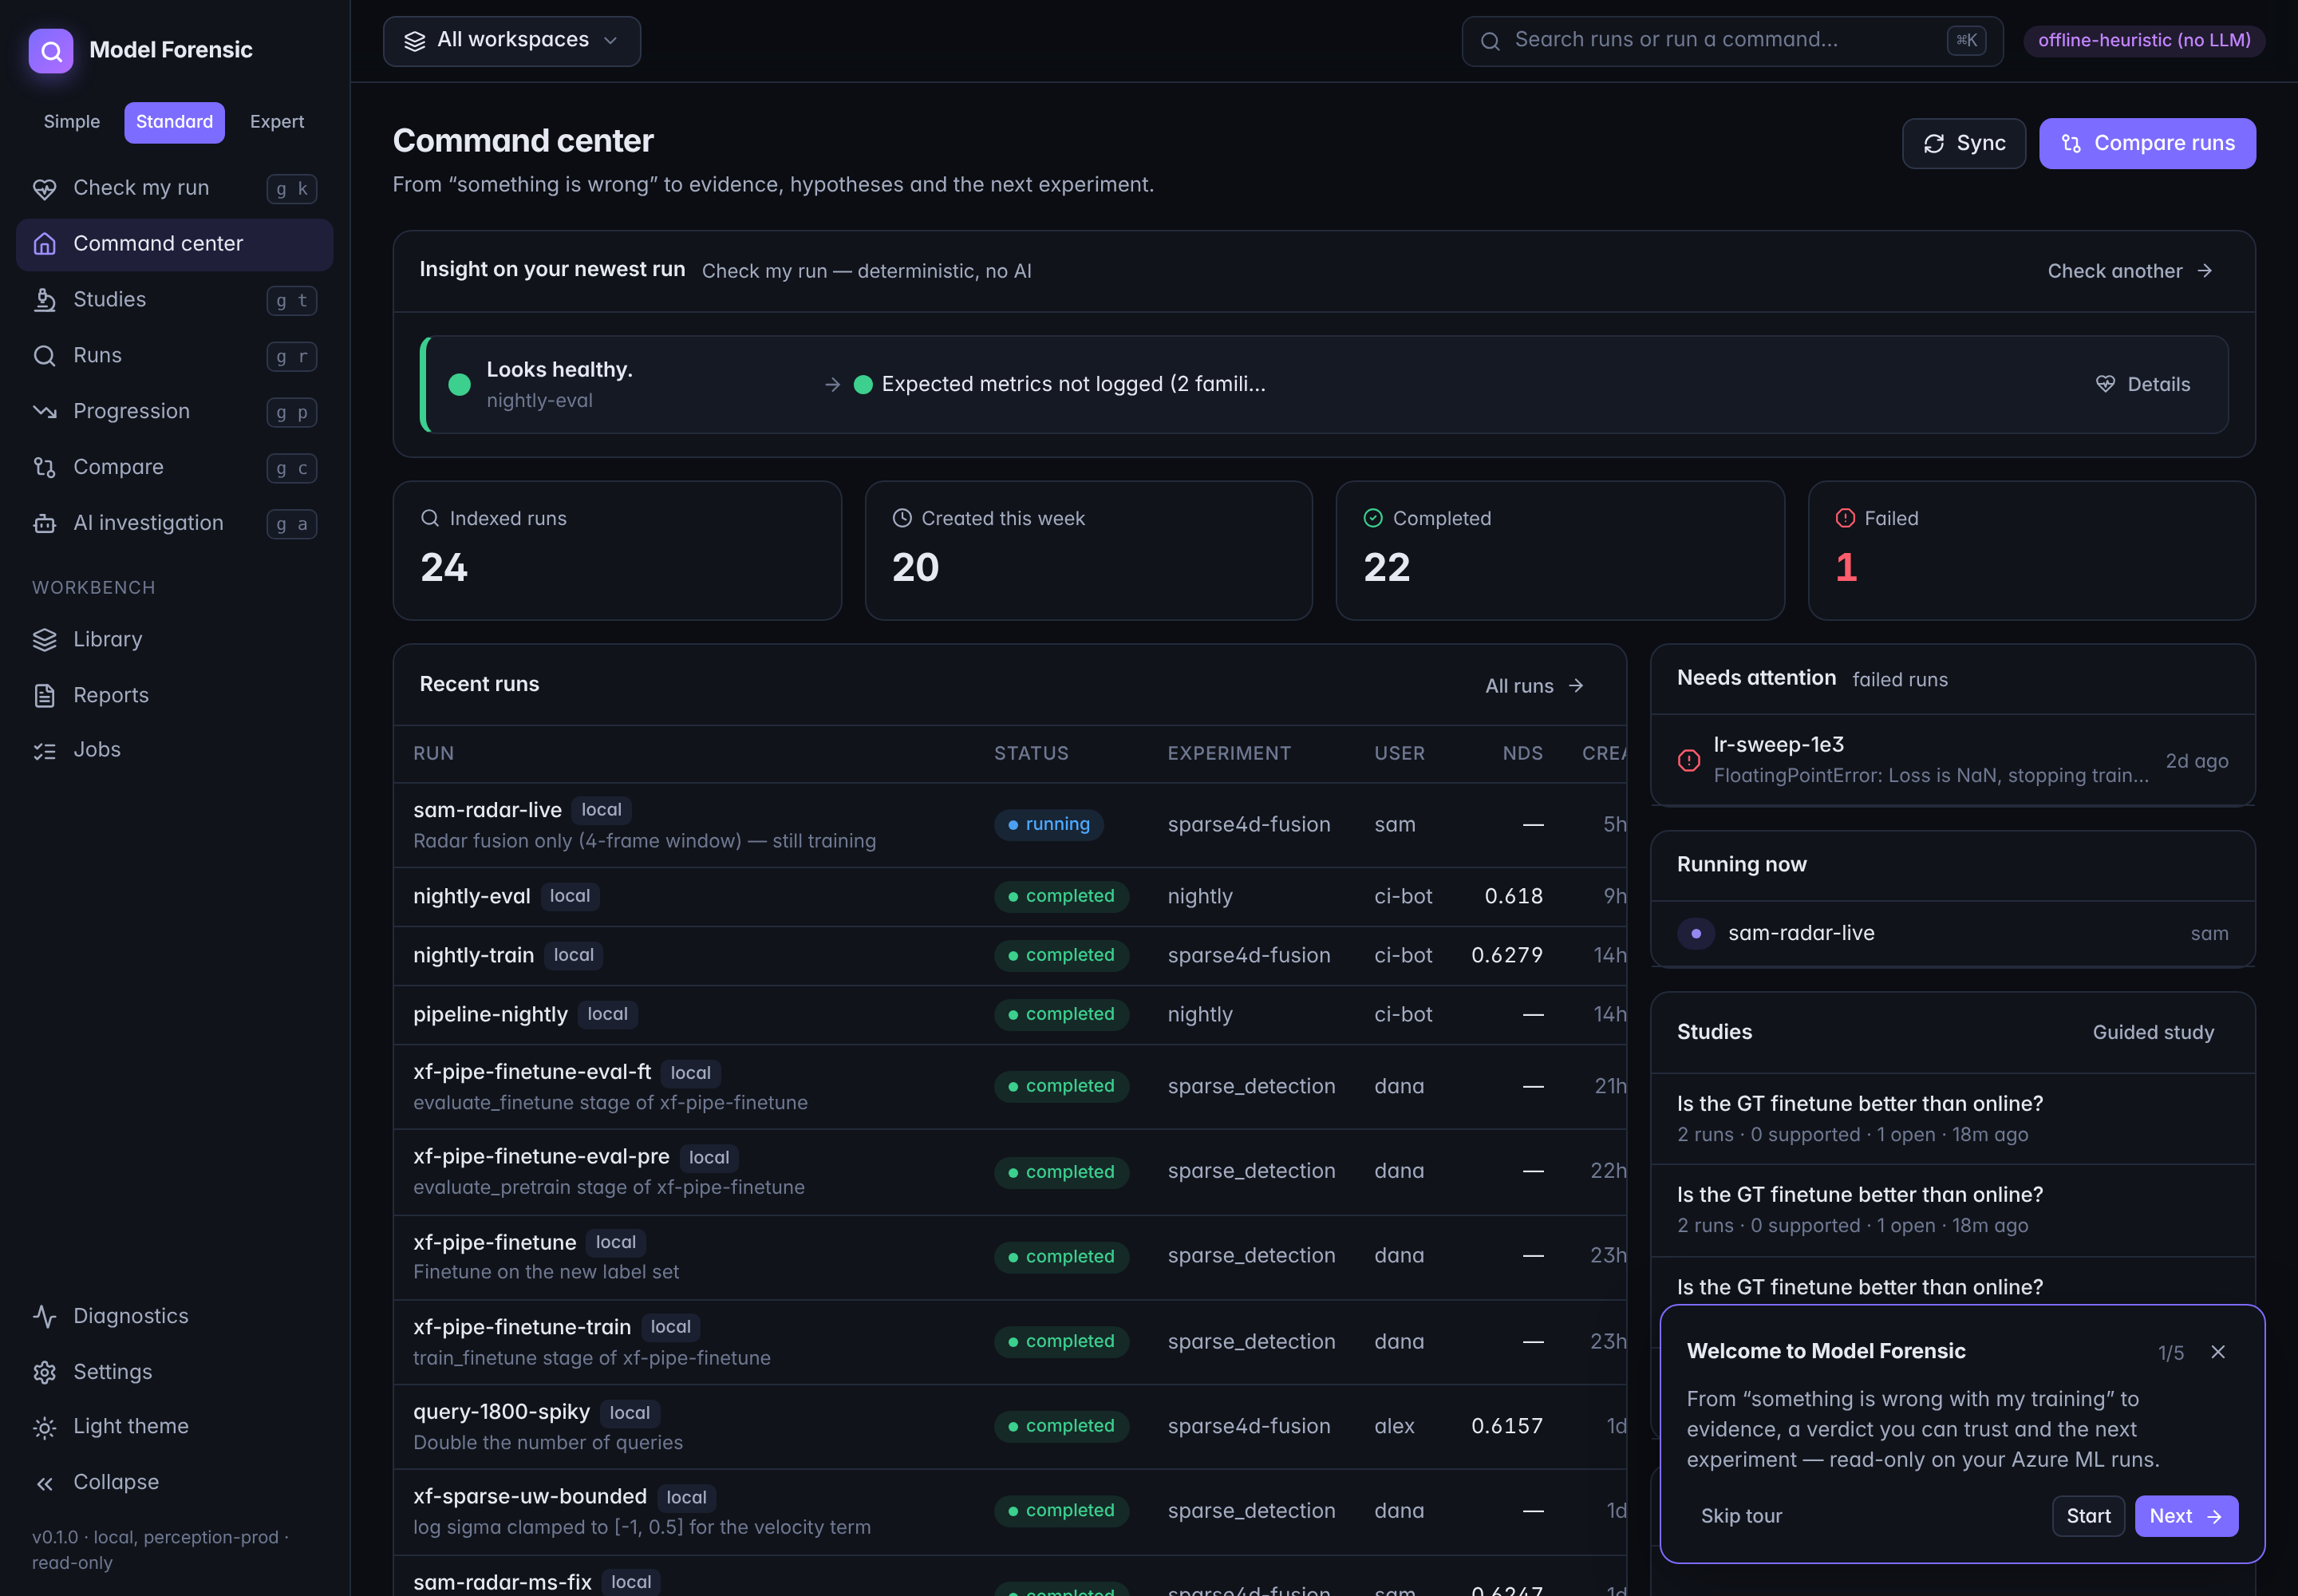 Model Forensic
Simple Standard Expert
Check my run g k
Command center
Studies g t
Runs g r
Progression g p
Compare g c
AI investigation g a
WORKBENCH
Library
Reports
Jobs
Diagnostics
Settings
Light theme
Collapse
v0.1.0 · local, perception-prod ·
read-only
All workspaces
Search runs or run a command... ⌘K
offline-heuristic (no LLM)
Command center
From “something is wrong” to evidence, hypotheses and the next experiment.
Sync
Compare runs
Insight on your newest run Check my run — deterministic, no AI
Check another
Looks healthy.
nightly-eval
Expected metrics not logged (2 famili...
Details
Indexed runs
24
Created this week
20
Completed
22
Failed
1
Recent runs
All runs
RUN STATUS EXPERIMENT USER NDS CREA
sam-radar-live local running sparse4d-fusion sam — 5h
Radar fusion only (4-frame window) — still training
nightly-eval local completed nightly ci-bot 0.618 9h
nightly-train local completed sparse4d-fusion ci-bot 0.6279 14h
pipeline-nightly local completed nightly ci-bot — 14h
xf-pipe-finetune-eval-ft local completed sparse_detection dana — 21h
evaluate_finetune stage of xf-pipe-finetune
xf-pipe-finetune-eval-pre local completed sparse_detection dana — 22h
evaluate_pretrain stage of xf-pipe-finetune
xf-pipe-finetune local completed sparse_detection dana — 23h
Finetune on the new label set
xf-pipe-finetune-train local completed sparse_detection dana — 23h
train_finetune stage of xf-pipe-finetune
query-1800-spiky local completed sparse4d-fusion alex 0.6157 1d
Double the number of queries
xf-sparse-uw-bounded local completed sparse_detection dana — 1d
log sigma clamped to [-1, 0.5] for the velocity term
sam-radar-ms-fix local completed sparse4d-fusion sam 0.6247 1d
Needs attention failed runs
lr-sweep-1e3
FloatingPointError: Loss is NaN, stopping train... 2d ago
Running now
sam-radar-live sam
Studies
Guided study
Is the GT finetune better than online?
2 runs · 0 supported · 1 open · 18m ago
Is the GT finetune better than online?
2 runs · 0 supported · 1 open · 18m ago
Is the GT finetune better than online?
Welcome to Model Forensic 1/5
From “something is wrong with my training” to
evidence, a verdict you can trust and the next
experiment — read-only on your Azure ML runs.
Skip tour
Start
Next